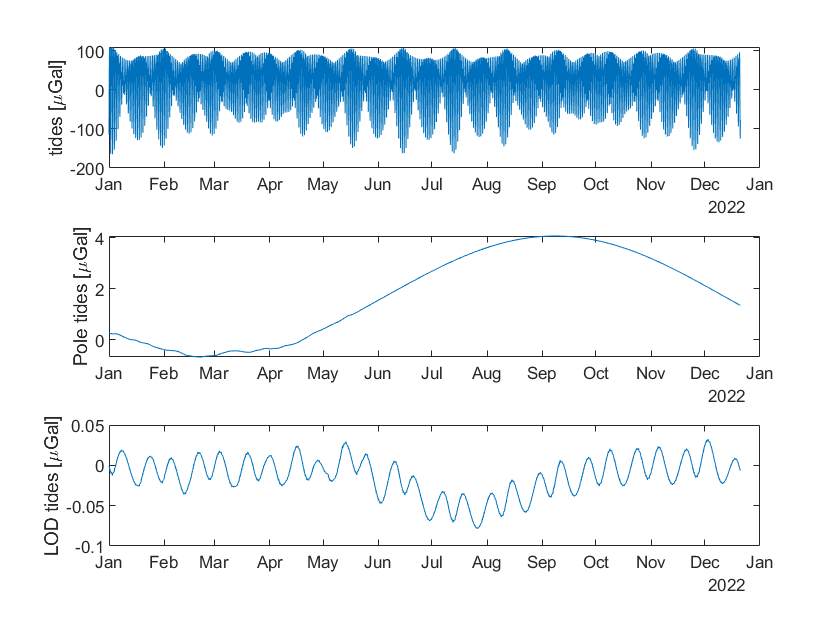 tides [μGal]
100
0
-100
-200
Jan Feb Mar Apr May Jun Jul Aug Sep Oct Nov Dec Jan
2022
Pole tides [μGal]
4
2
0
Jan Feb Mar Apr May Jun Jul Aug Sep Oct Nov Dec Jan
2022
LOD tides [μGal]
0.05
0
-0.05
-0.1
Jan Feb Mar Apr May Jun Jul Aug Sep Oct Nov Dec Jan
2022